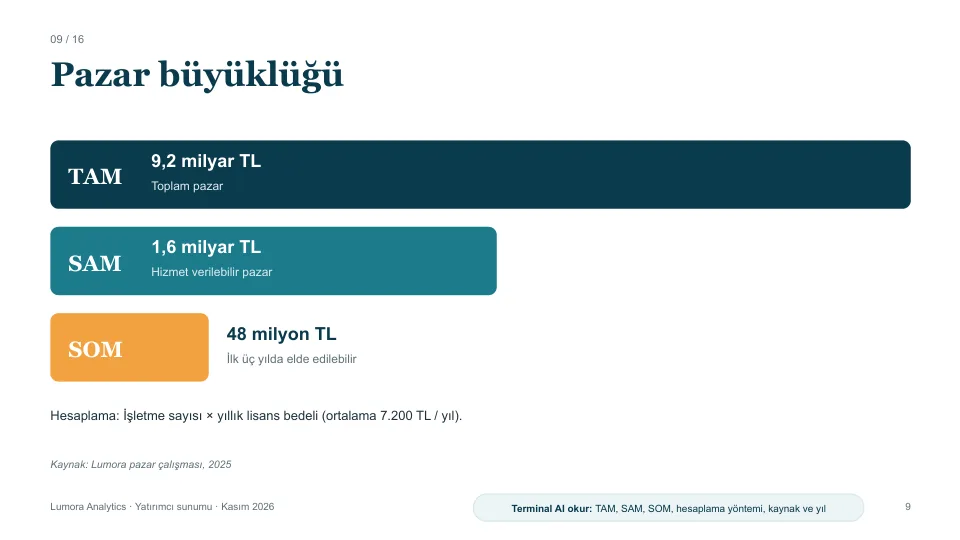 09 / 16
Pazar büyüklüğü
TAM
9,2 milyar TL
Toplam pazar
SAM
1,6 milyar TL
Hizmet verilebilir pazar
SOM
48 milyon TL
İlk üç yılda elde edilebilir
Hesaplama: İşletme sayısı × yıllık lisans bedeli (ortalama 7.200 TL / yıl).
Kaynak: Lumora pazar çalışması, 2025
Lumora Analytics · Yatırımcı sunumu · Kasım 2026
Terminal AI okur: TAM, SAM, SOM, hesaplama yöntemi, kaynak ve yıl
9